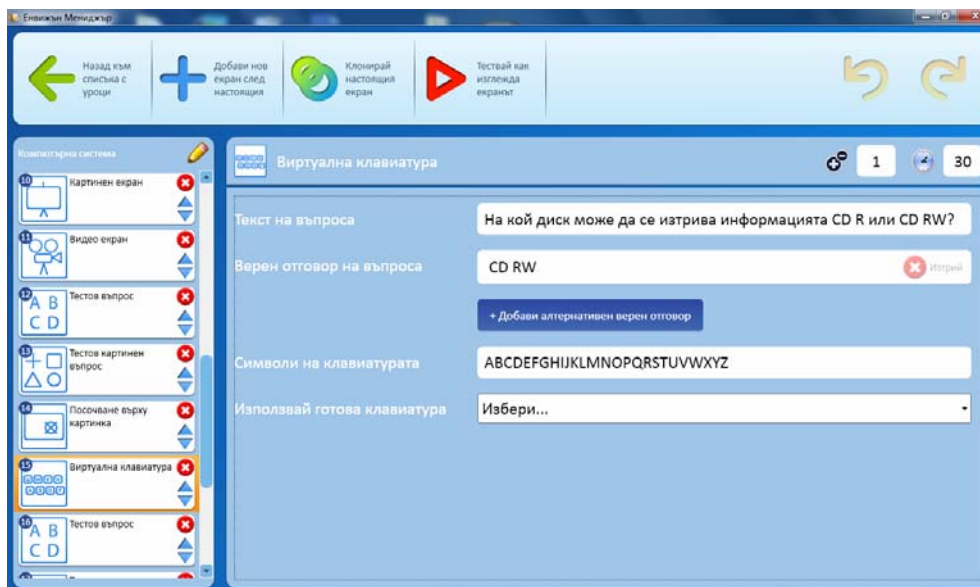 Енвижън Мениджър
Назад към
списъка с
уроци
Добави нов
екран след
настоящия
Клонирай
настоящия
екран
Тествай как
изглежда
екранът
Компютърна система
10
Картинен екран
11
Видео екран
12
A B
C D
Тестов въпрос
13
Тестов картинен
въпрос
14
Посочване върху
картинка
15
Виртуална клавиатура
16
A B
C D
Тестов въпрос
Виртуална клавиатура
1
30
Текст на въпроса
На кой диск може да се изтрива информацията CD R или CD RW?
Верен отговор на въпроса
CD RW
Изтрий
+ Добави алтернативен верен отговор
Символи на клавиатурата
ABCDEFGHIJKLMNOPQRSTUVWXYZ
Използвай готова клавиатура
Избери...